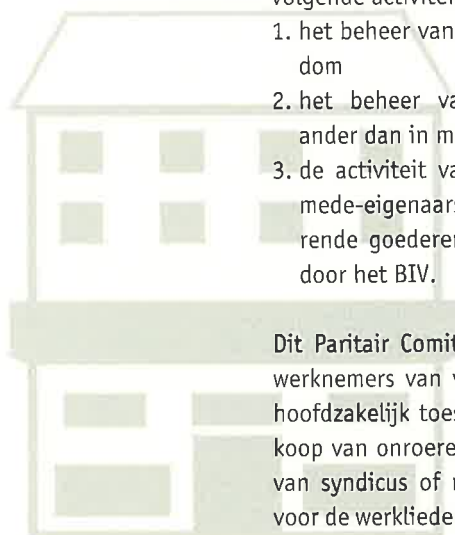 volgende activiteit
1. het beheer van
dom
2. het beheer va
ander dan in m
3. de activiteit va
mede-eigenaars
rende goederen
door het BIV.
Dit Paritair Comit
werknemers van v
hoofdzakelijk toes
koop van onroere
van syndicus of r
voor de werkliede